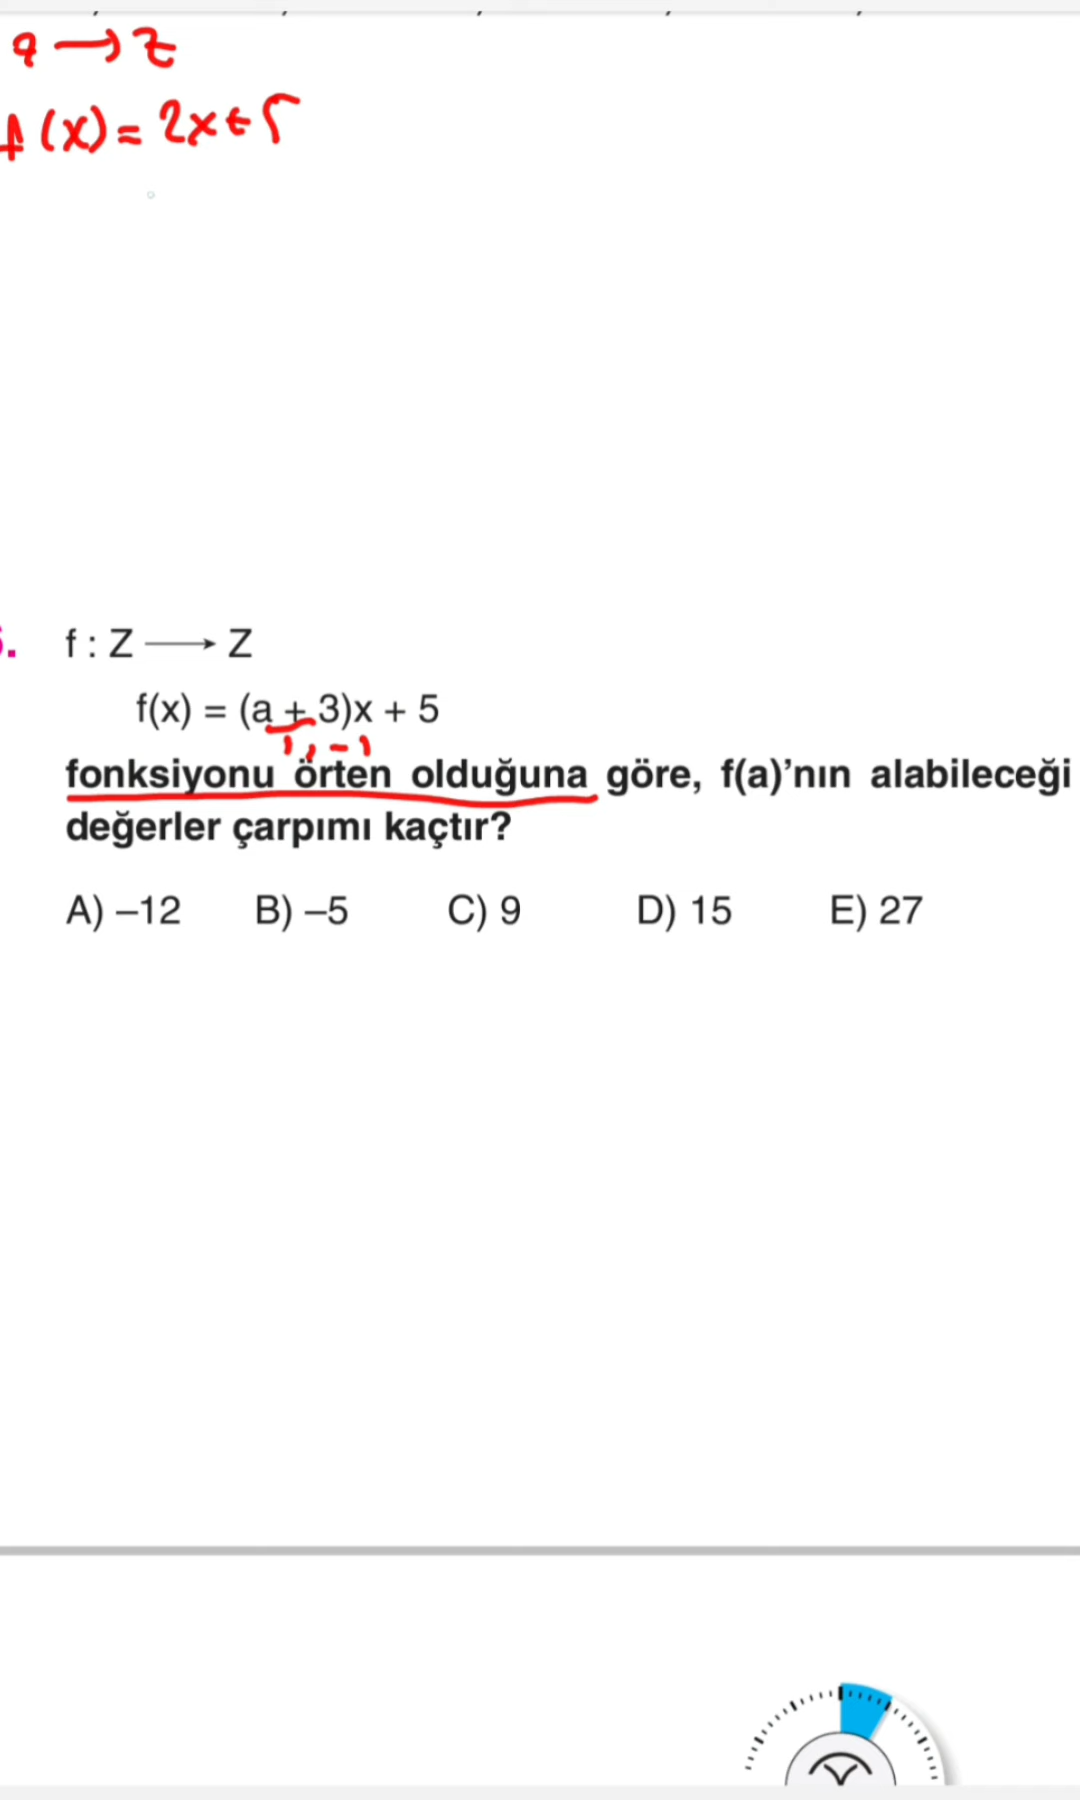 → Z
f(x) = 2x+5
f : Z → Z
f(x) = (a + 3)x + 5
1, -1
fonksiyonu örten olduğuna göre, f(a)’nın alabileceği
değerler çarpımı kaçtır?
A) –12 B) –5 C) 9 D) 15 E) 27